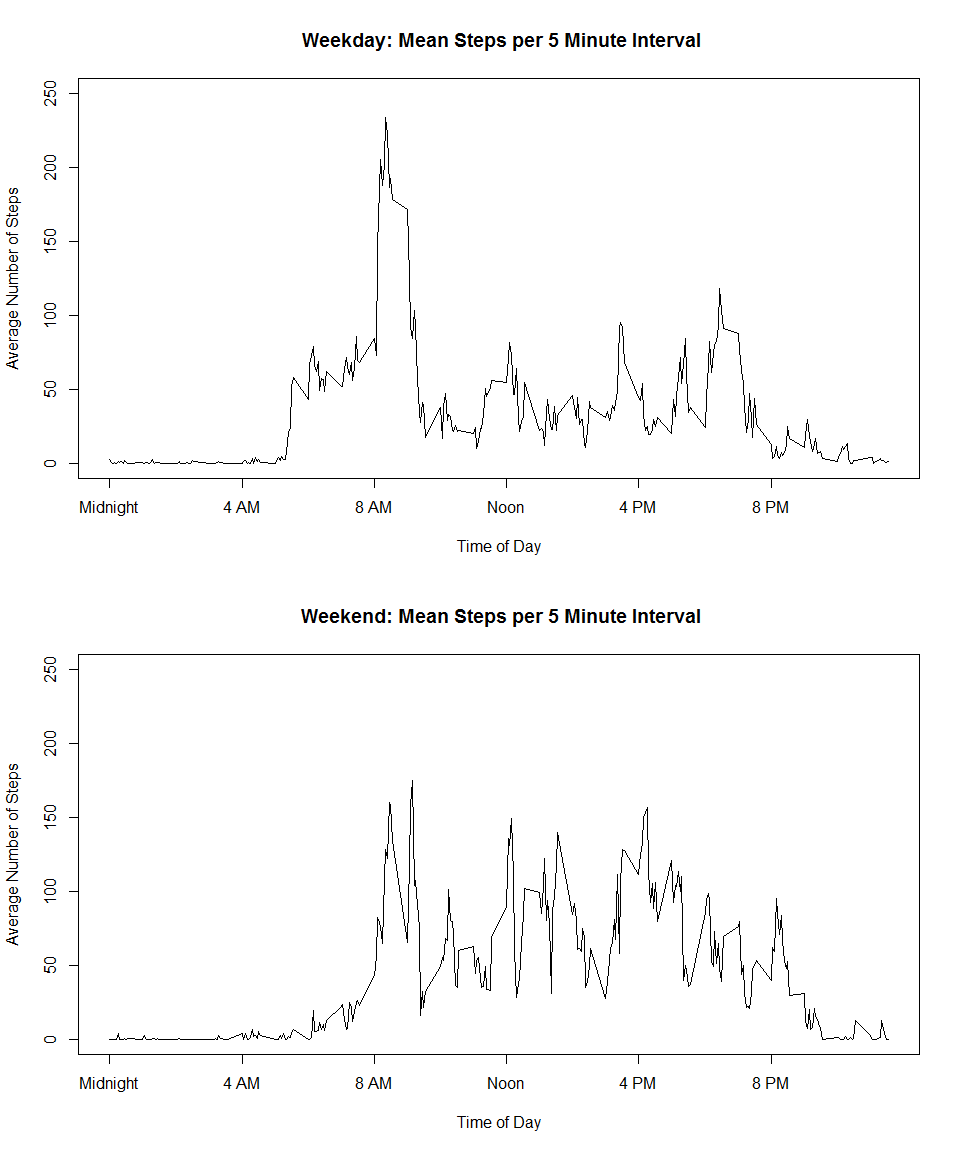 Weekday: Mean Steps per 5 Minute Interval
250
200
150
100
50
0
Average Number of Steps
Midnight 4 AM 8 AM Noon 4 PM 8 PM
Time of Day
Weekend: Mean Steps per 5 Minute Interval
250
200
150
100
50
0
Average Number of Steps
Midnight 4 AM 8 AM Noon 4 PM 8 PM
Time of Day